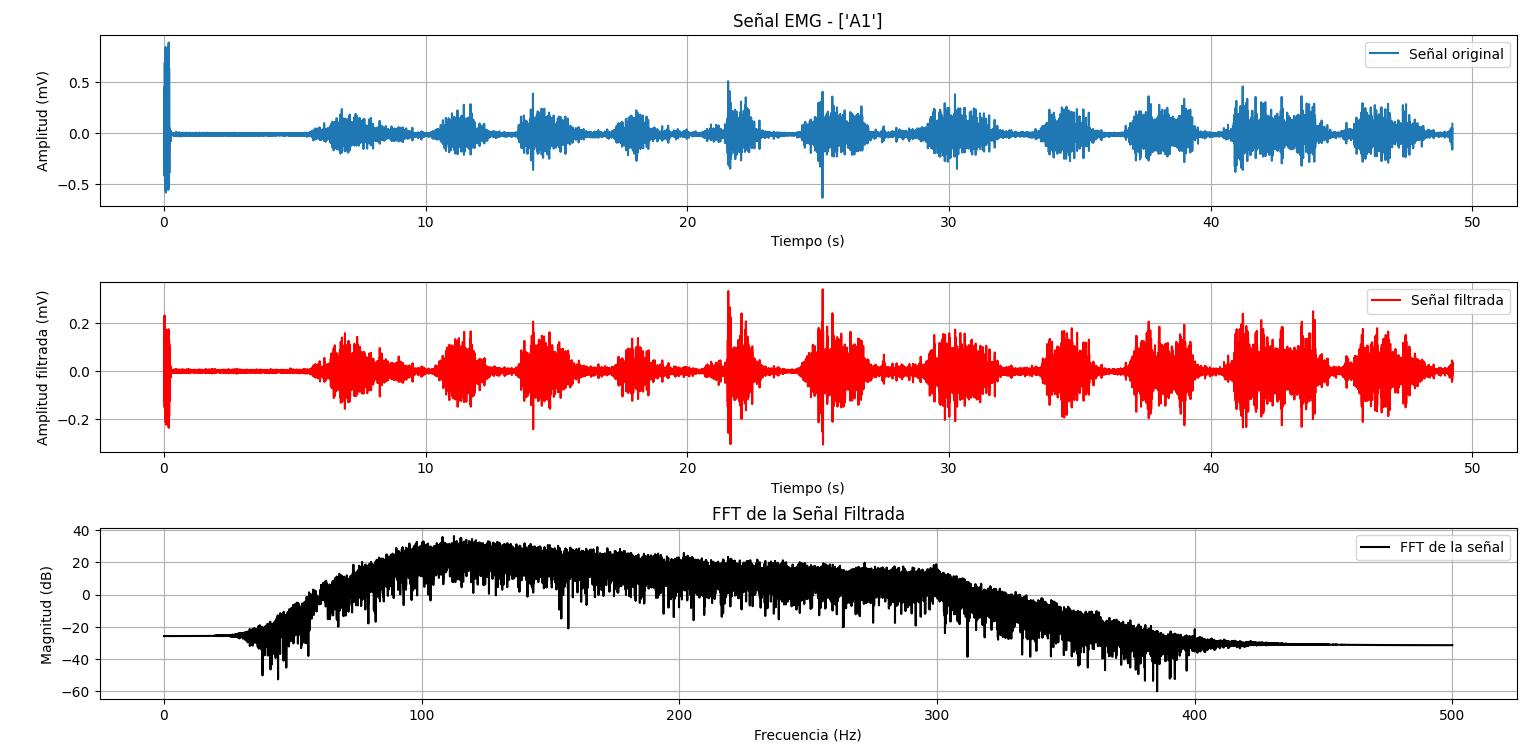 Señal EMG - ['A1']
Amplitud (mV)
0.5
0.0
−0.5
Señal original
0 10 20 30 40 50
Tiempo (s)
Amplitud filtrada (mV)
0.2
0.0
−0.2
Señal filtrada
0 10 20 30 40 50
Tiempo (s)
FFT de la Señal Filtrada
Magnitud (dB)
40
20
0
−20
−40
−60
FFT de la señal
0 100 200 300 400 500
Frecuencia (Hz)